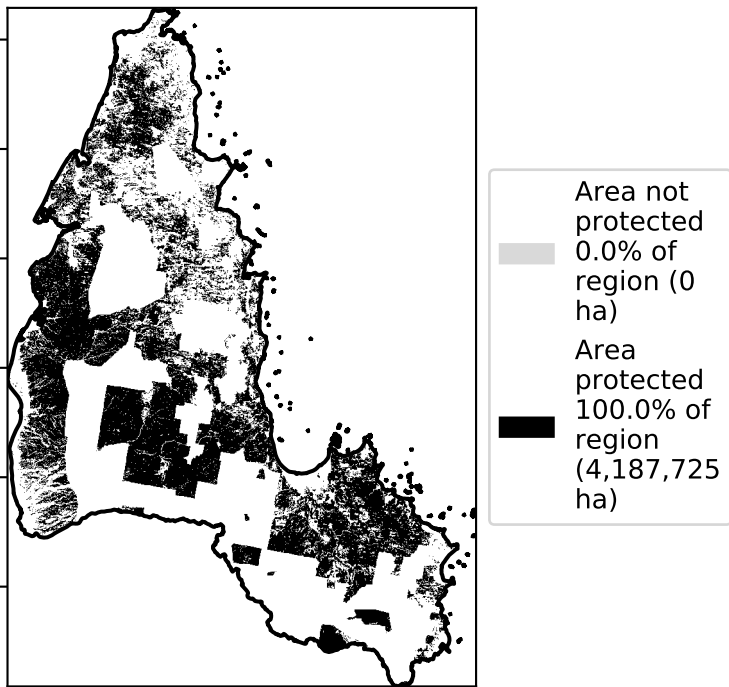 Area not
protected
0.0% of
region (0
ha)
Area
protected
100.0% of
region
(4,187,725
ha)